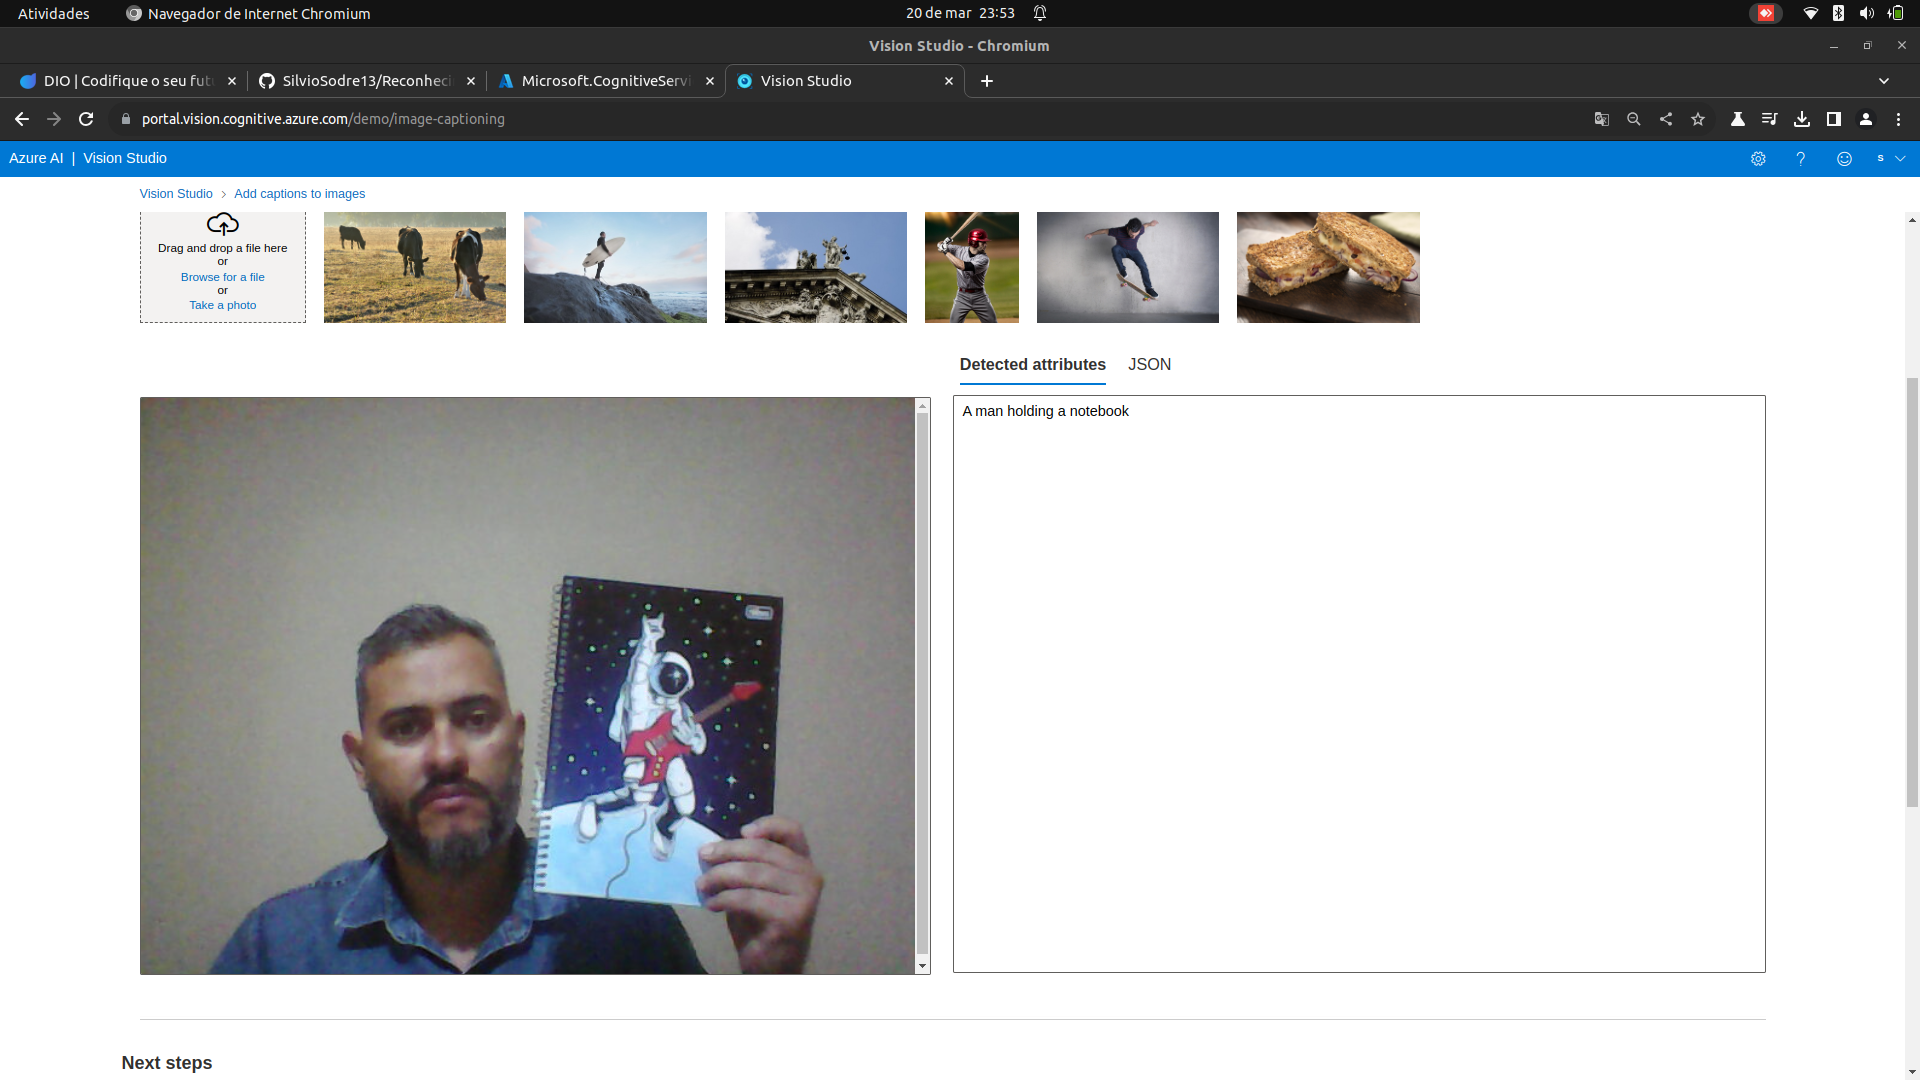 Atividades Navegador de Internet Chromium 20 de mar 23:53
Vision Studio - Chromium
DIO | Codifique o seu futu SilvioSodre13/Reconheci Microsoft.CognitiveServi Vision Studio
portal.vision.cognitive.azure.com/demo/image-captioning
Azure AI | Vision Studio S
Vision Studio > Add captions to images
Drag and drop a file here
or
Browse for a file
or
Take a photo
Detected attributes JSON
A man holding a notebook
Next steps